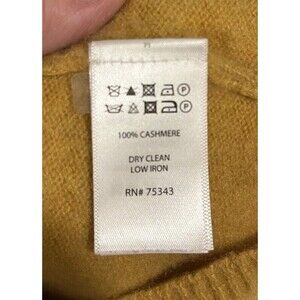 100% CASHMERE
DRY CLEAN
LOW IRON
RN# 75343